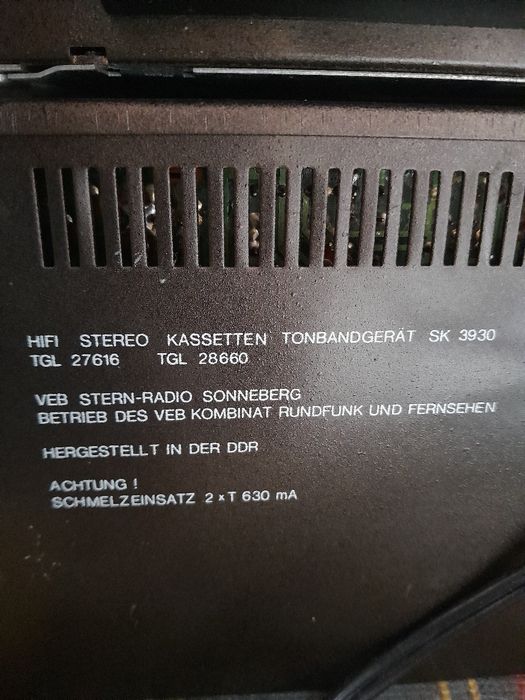 HIFI STEREO KASSETTEN TONBANDGERÄT SK 3930
TGL 27616 TGL 28660
VEB STERN-RADIO SONNEBERG
BETRIEB DES VEB KOMBINAT RUNDFUNK UND FERNSEHEN
HERGESTELLT IN DER DDR
ACHTUNG !
SCHMELZEINSATZ 2 x T 630 mA